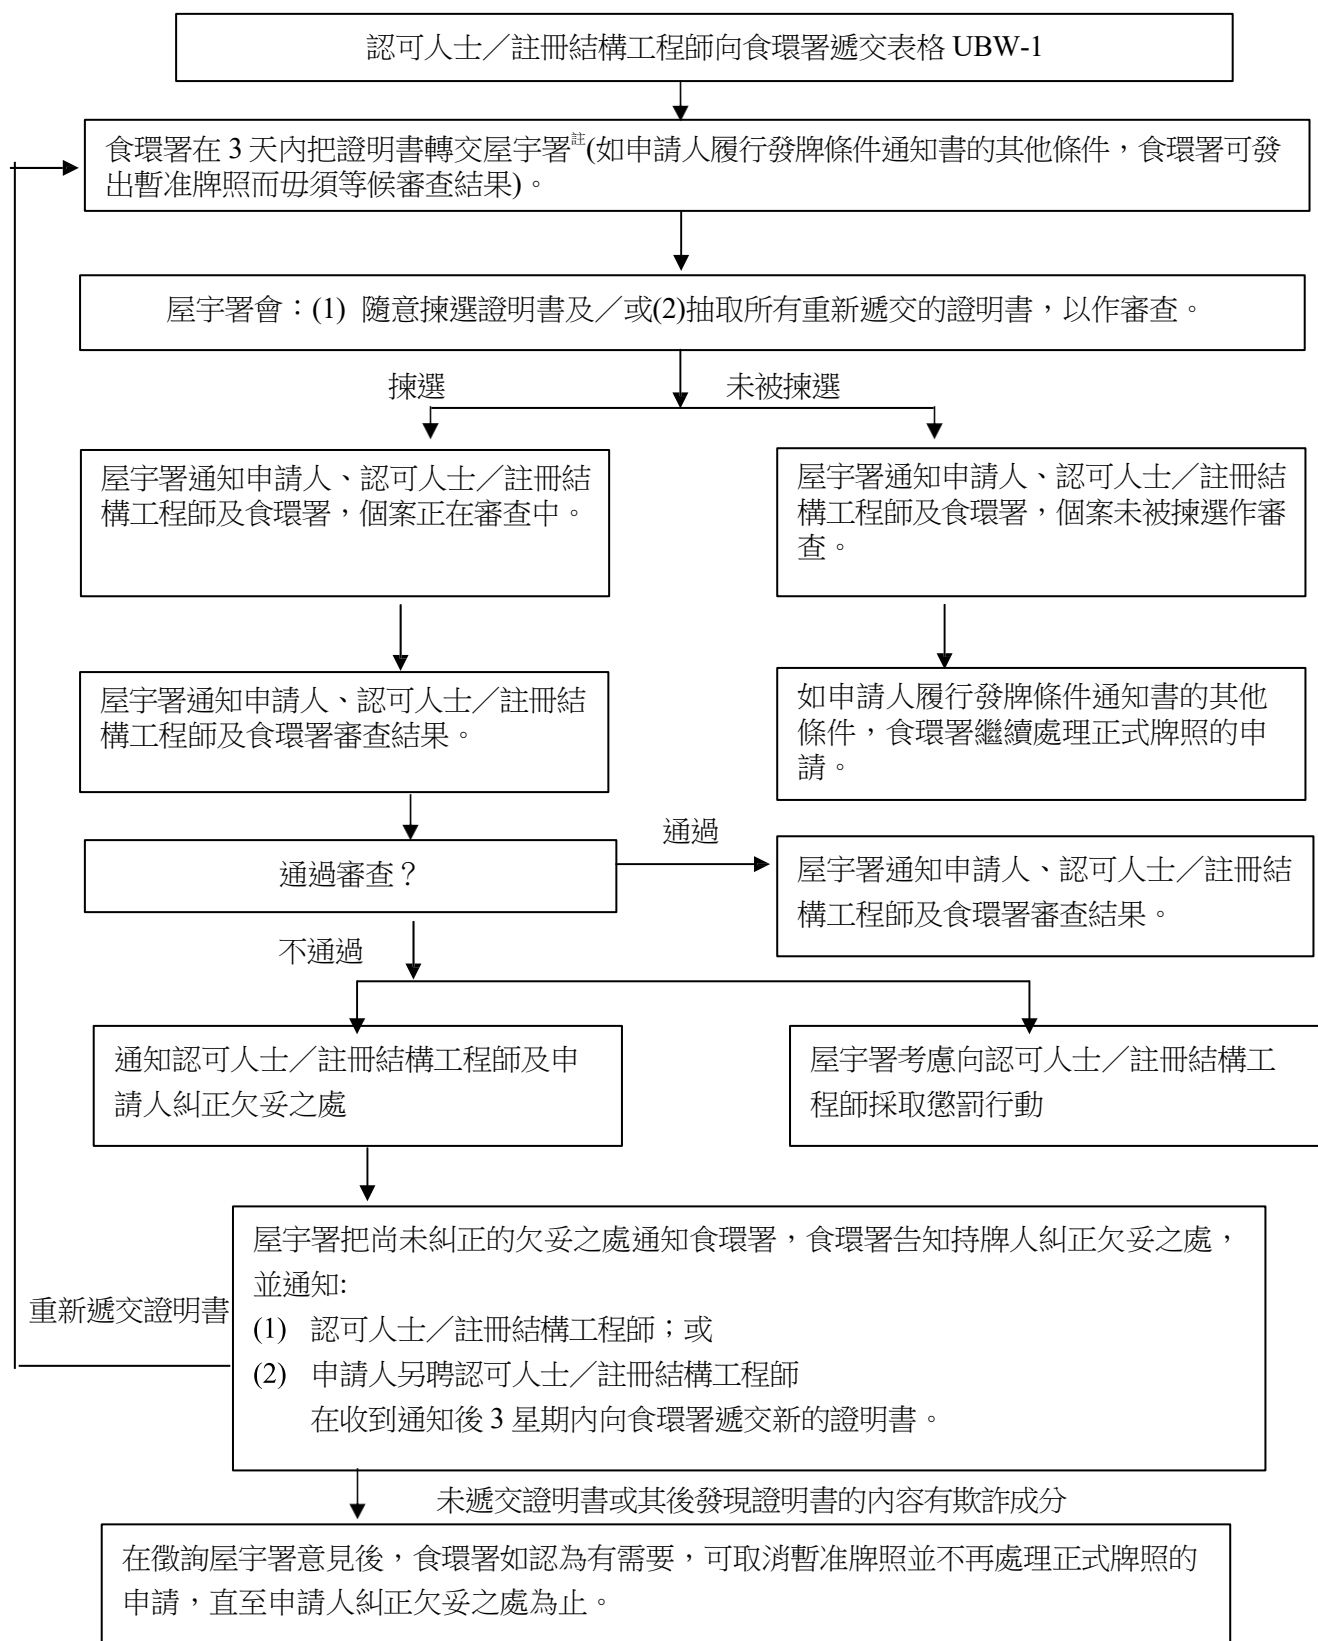 認可人士／註冊結構工程師向食環署遞交表格 UBW-1
食環署在 3 天內把證明書轉交屋宇署註(如申請人履行發牌條件通知書的其他條件，食環署可發
出暫准牌照而毋須等候審查結果)。
屋宇署會：(1) 隨意揀選證明書及／或(2)抽取所有重新遞交的證明書，以作審查。
揀選
未被揀選
屋宇署通知申請人、認可人士／註冊結
構工程師及食環署，個案正在審查中。
屋宇署通知申請人、認可人士／註冊結
構工程師及食環署，個案未被揀選作審
查。
屋宇署通知申請人、認可人士／註冊結
構工程師及食環署審查結果。
如申請人履行發牌條件通知書的其他
條件，食環署繼續處理正式牌照的申
請。
通過審查？
通過
屋宇署通知申請人、認可人士／註冊結
構工程師及食環署審查結果。
不通過
通知認可人士／註冊結構工程師及申
請人糾正欠妥之處
屋宇署考慮向認可人士／註冊結構工
程師採取懲罰行動
屋宇署把尚未糾正的欠妥之處通知食環署，食環署告知持牌人糾正欠妥之處，
並通知:
(1) 認可人士／註冊結構工程師；或
(2) 申請人另聘認可人士／註冊結構工程師
在收到通知後 3 星期內向食環署遞交新的證明書。
重新遞交證明書
未遞交證明書或其後發現證明書的內容有欺詐成分
在徵詢屋宇署意見後，食環署如認為有需要，可取消暫准牌照並不再處理正式牌照的
申請，直至申請人糾正欠妥之處為止。